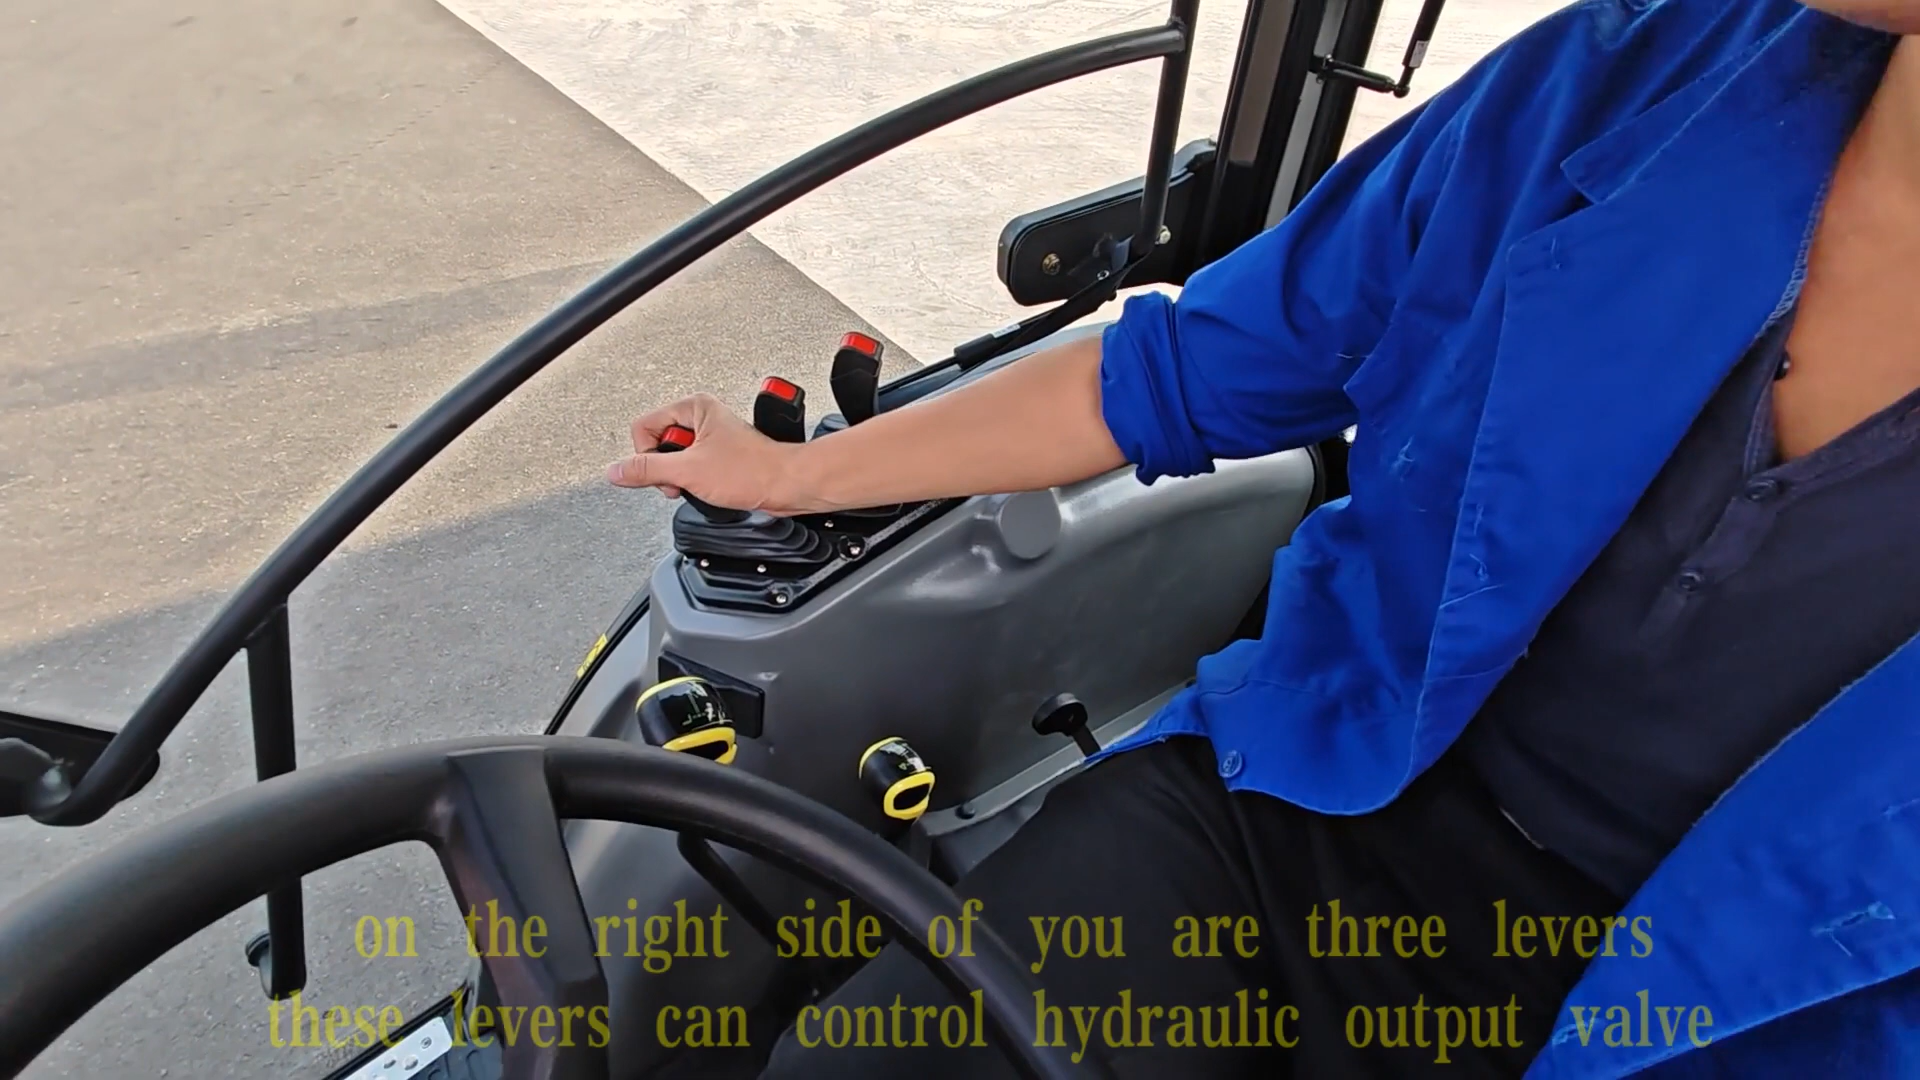 on the right side of you are three levers
these levers can control hydraulic output valve